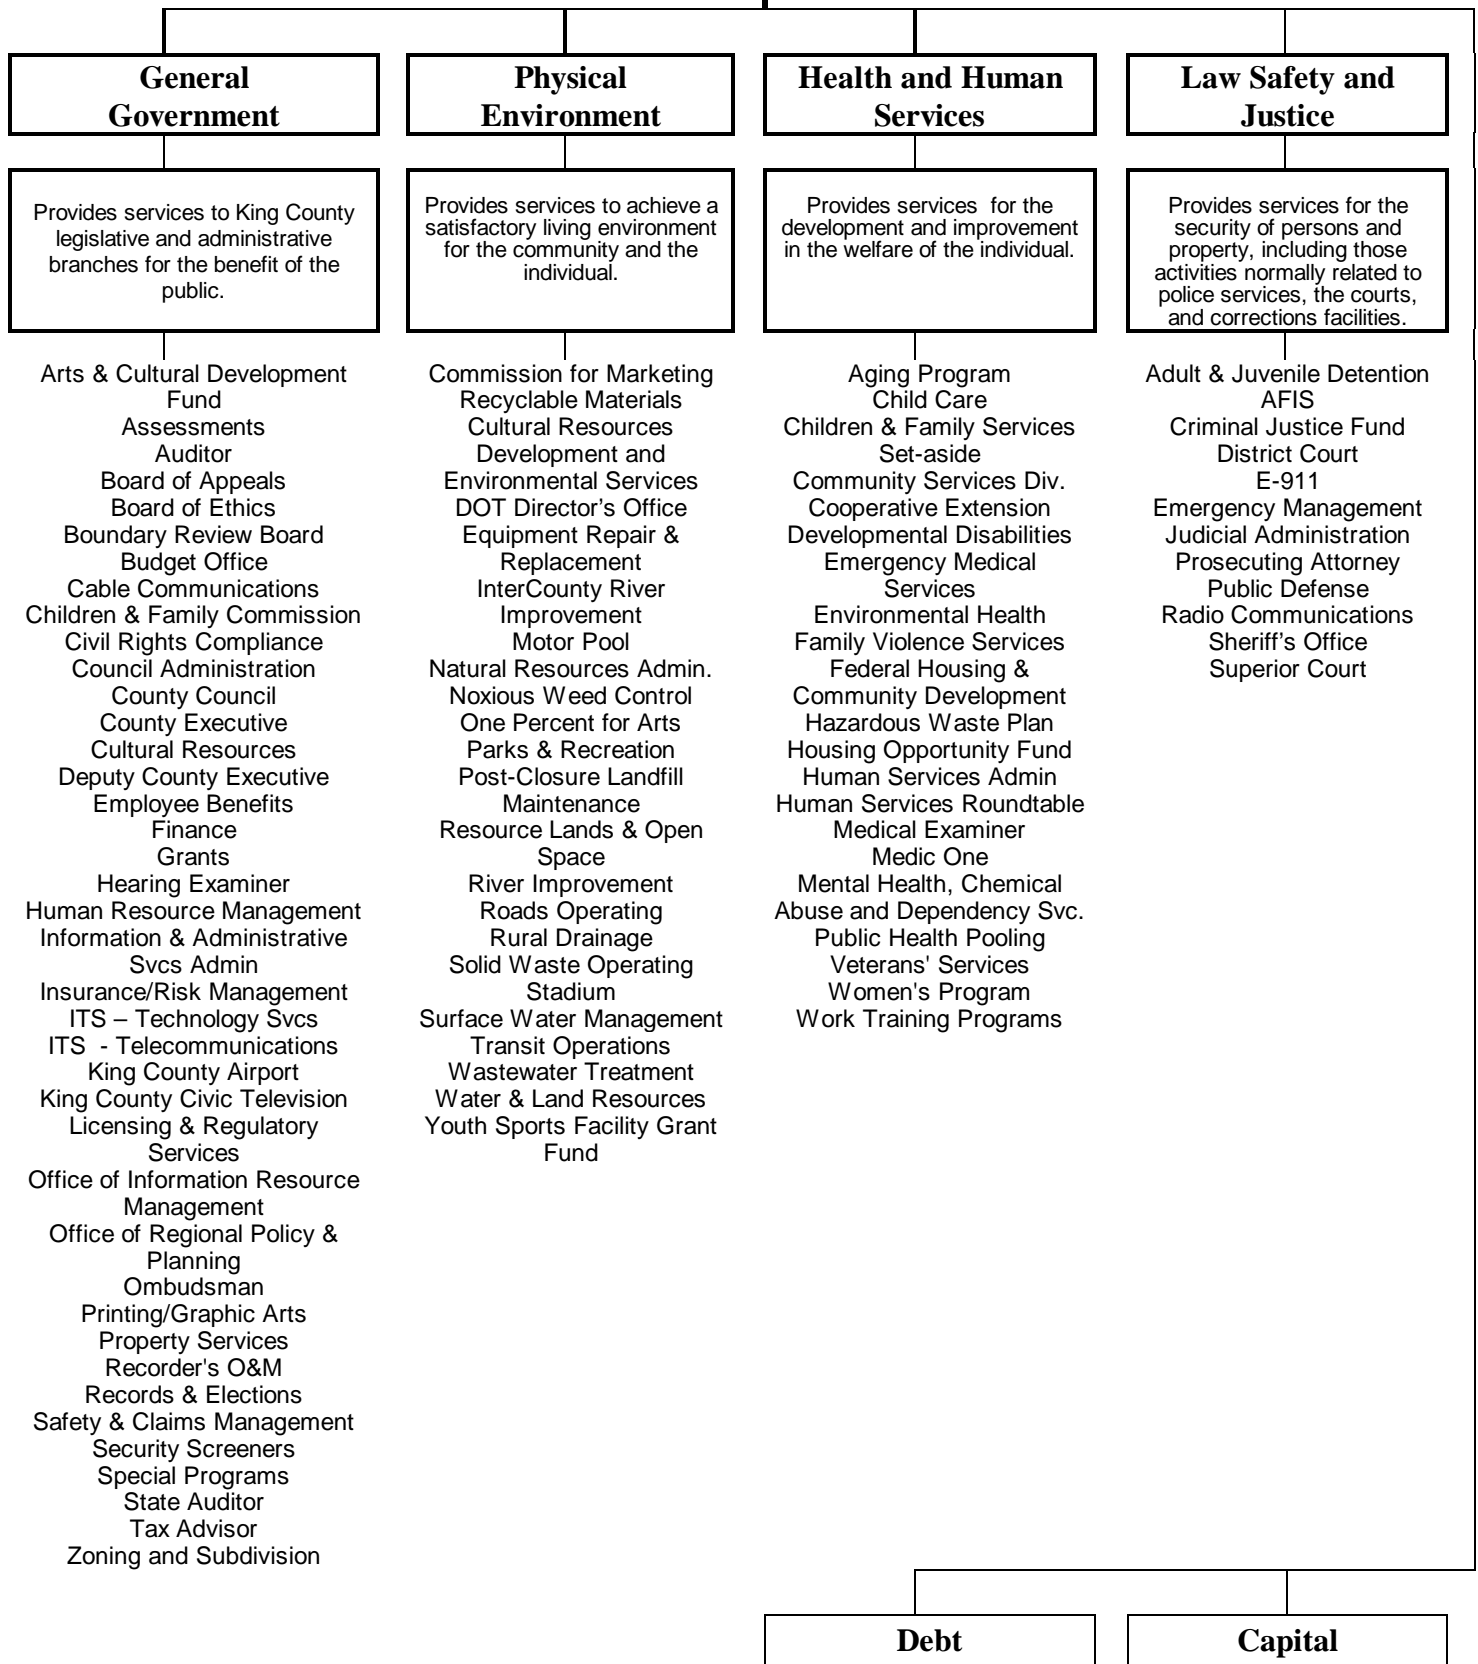 General
Government
Provides services to King County
legislative and administrative
branches for the benefit of the
public.
Arts & Cultural Development
Fund
Assessments
Auditor
Board of Appeals
Board of Ethics
Boundary Review Board
Budget Office
Cable Communications
Children & Family Commission
Civil Rights Compliance
Council Administration
County Council
County Executive
Cultural Resources
Deputy County Executive
Employee Benefits
Finance
Grants
Hearing Examiner
Human Resource Management
Information & Administrative
Svcs Admin
Insurance/Risk Management
ITS – Technology Svcs
ITS - Telecommunications
King County Airport
King County Civic Television
Licensing & Regulatory
Services
Office of Information Resource
Management
Office of Regional Policy &
Planning
Ombudsman
Printing/Graphic Arts
Property Services
Recorder's O&M
Records & Elections
Safety & Claims Management
Security Screeners
Special Programs
State Auditor
Tax Advisor
Zoning and Subdivision
Physical
Environment
Provides services to achieve a
satisfactory living environment
for the community and the
individual.
Commission for Marketing
Recyclable Materials
Cultural Resources
Development and
Environmental Services
DOT Director's Office
Equipment Repair &
Replacement
InterCounty River
Improvement
Motor Pool
Natural Resources Admin.
Noxious Weed Control
One Percent for Arts
Parks & Recreation
Post-Closure Landfill
Maintenance
Resource Lands & Open
Space
River Improvement
Roads Operating
Rural Drainage
Solid Waste Operating
Stadium
Surface Water Management
Transit Operations
Wastewater Treatment
Water & Land Resources
Youth Sports Facility Grant
Fund
Health and Human
Services
Provides services for the
development and improvement
in the welfare of the individual.
Aging Program
Child Care
Children & Family Services
Set-aside
Community Services Div.
Cooperative Extension
Developmental Disabilities
Emergency Medical
Services
Environmental Health
Family Violence Services
Federal Housing &
Community Development
Hazardous Waste Plan
Housing Opportunity Fund
Human Services Admin
Human Services Roundtable
Medical Examiner
Medic One
Mental Health, Chemical
Abuse and Dependency Svc.
Public Health Pooling
Veterans' Services
Women's Program
Work Training Programs
Law Safety and
Justice
Provides services for the
security of persons and
property, including those
activities normally related to
police services, the courts,
and corrections facilities.
Adult & Juvenile Detention
AFIS
Criminal Justice Fund
District Court
E-911
Emergency Management
Judicial Administration
Prosecuting Attorney
Public Defense
Radio Communications
Sheriff's Office
Superior Court
Debt
Capital